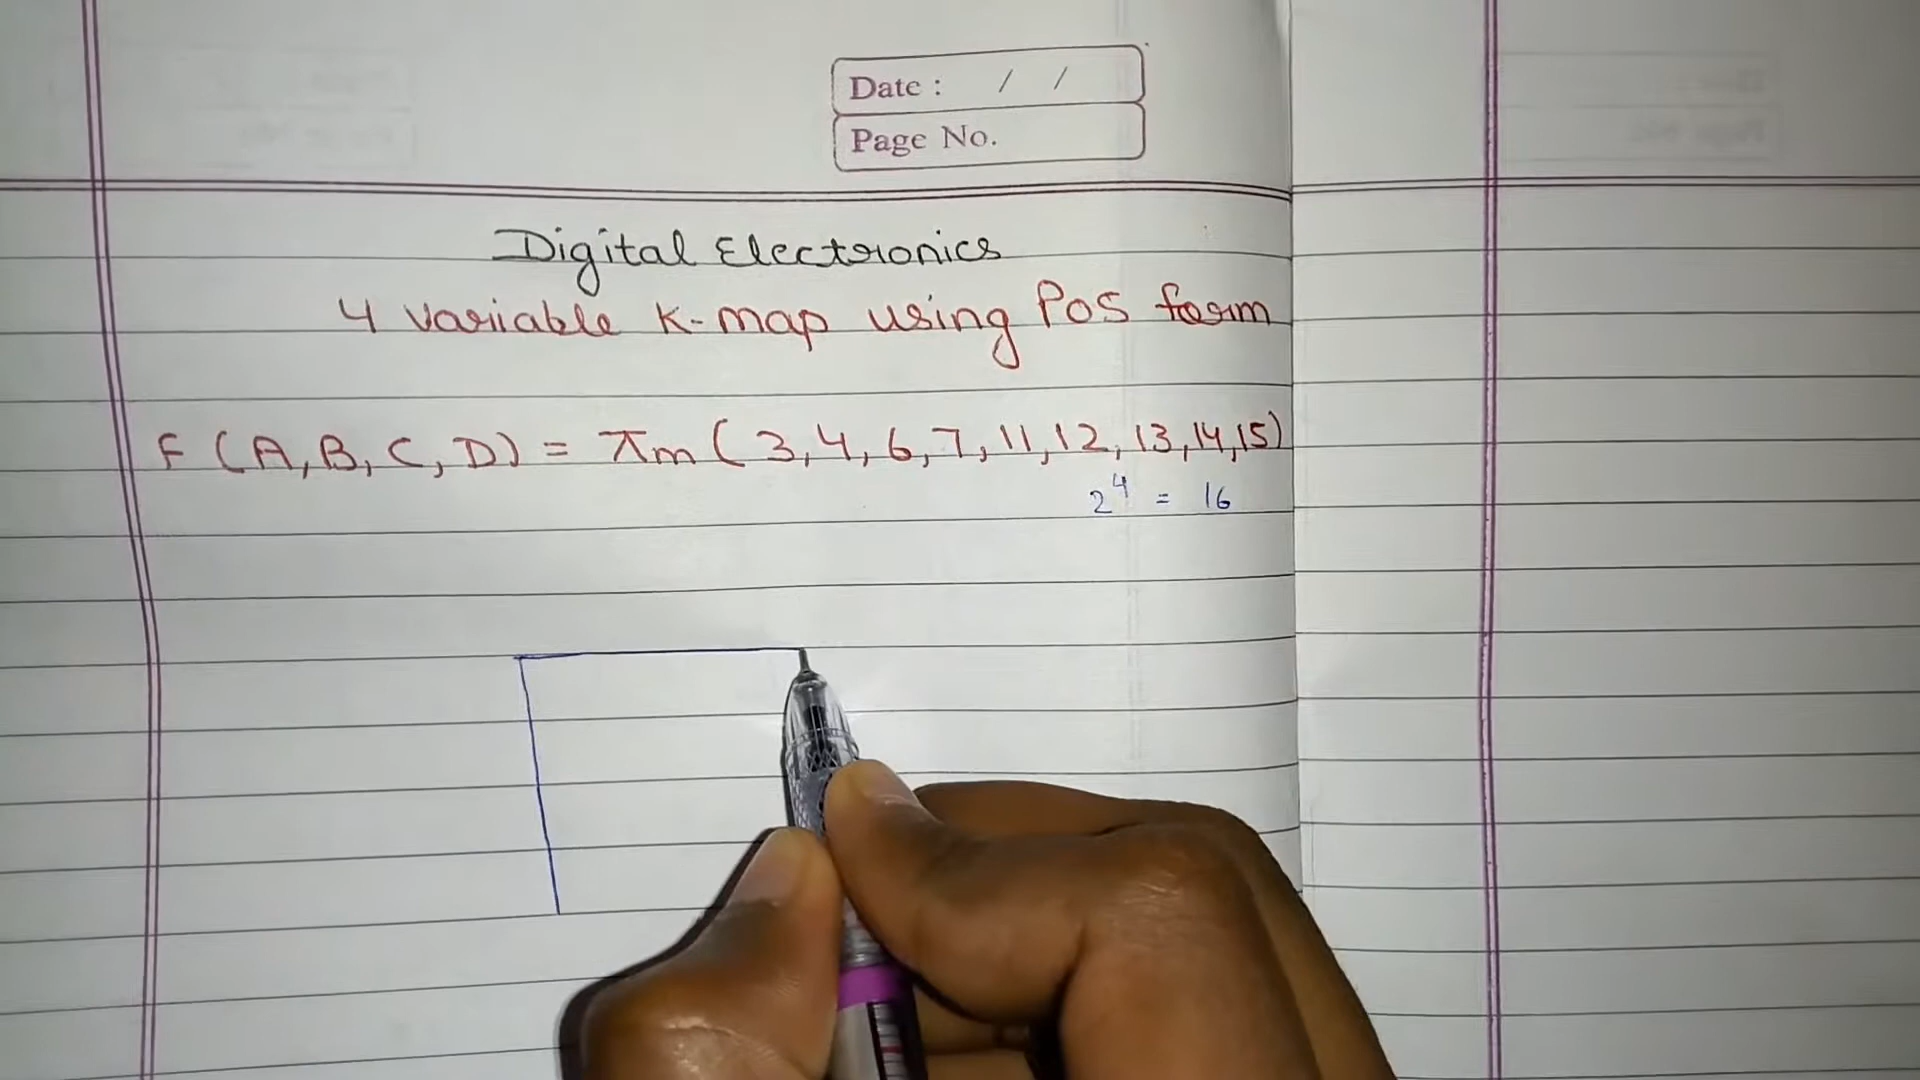 Date : / /
Page No.
Digital Electronics
4 variable K-map using POS form
F (A, B, C, D) = πm ( 3, 4, 6, 7, 11, 12, 13, 14, 15)
2⁴ = 16